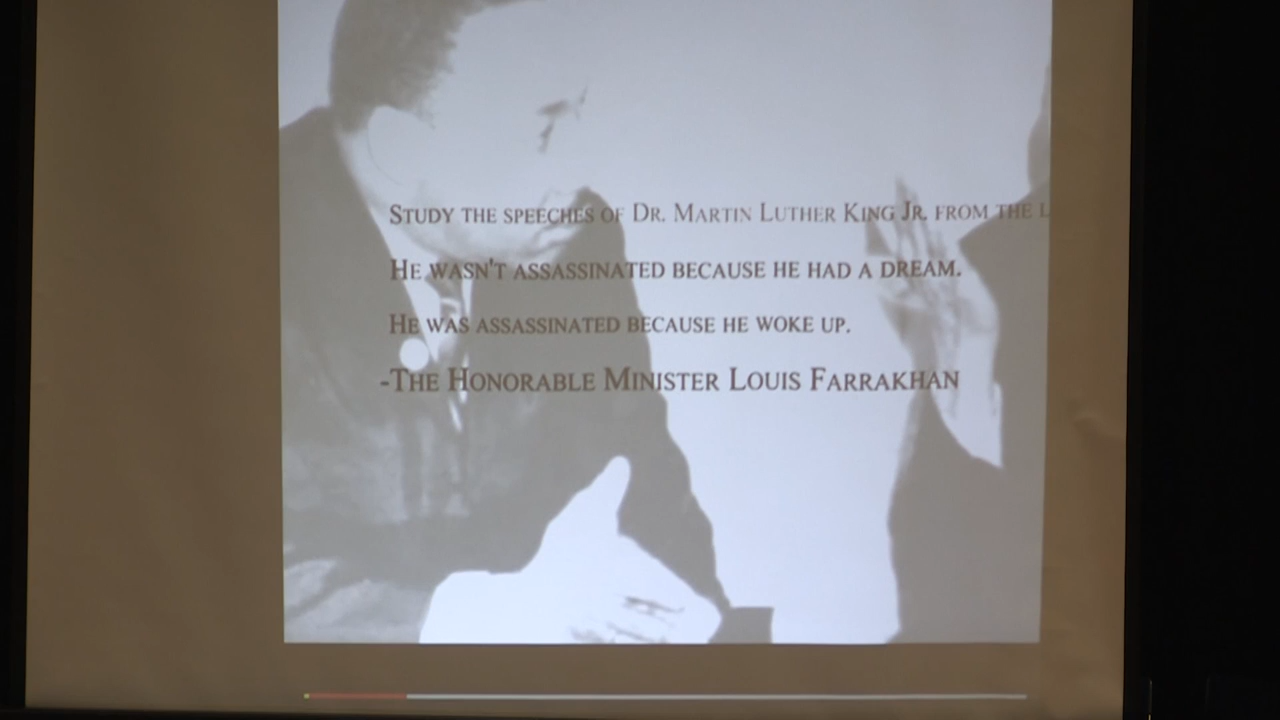 Study the speeches of Dr. Martin Luther King Jr. from the
He wasn't assassinated because he had a dream.
He was assassinated because he woke up.
-The Honorable Minister Louis Farrakhan